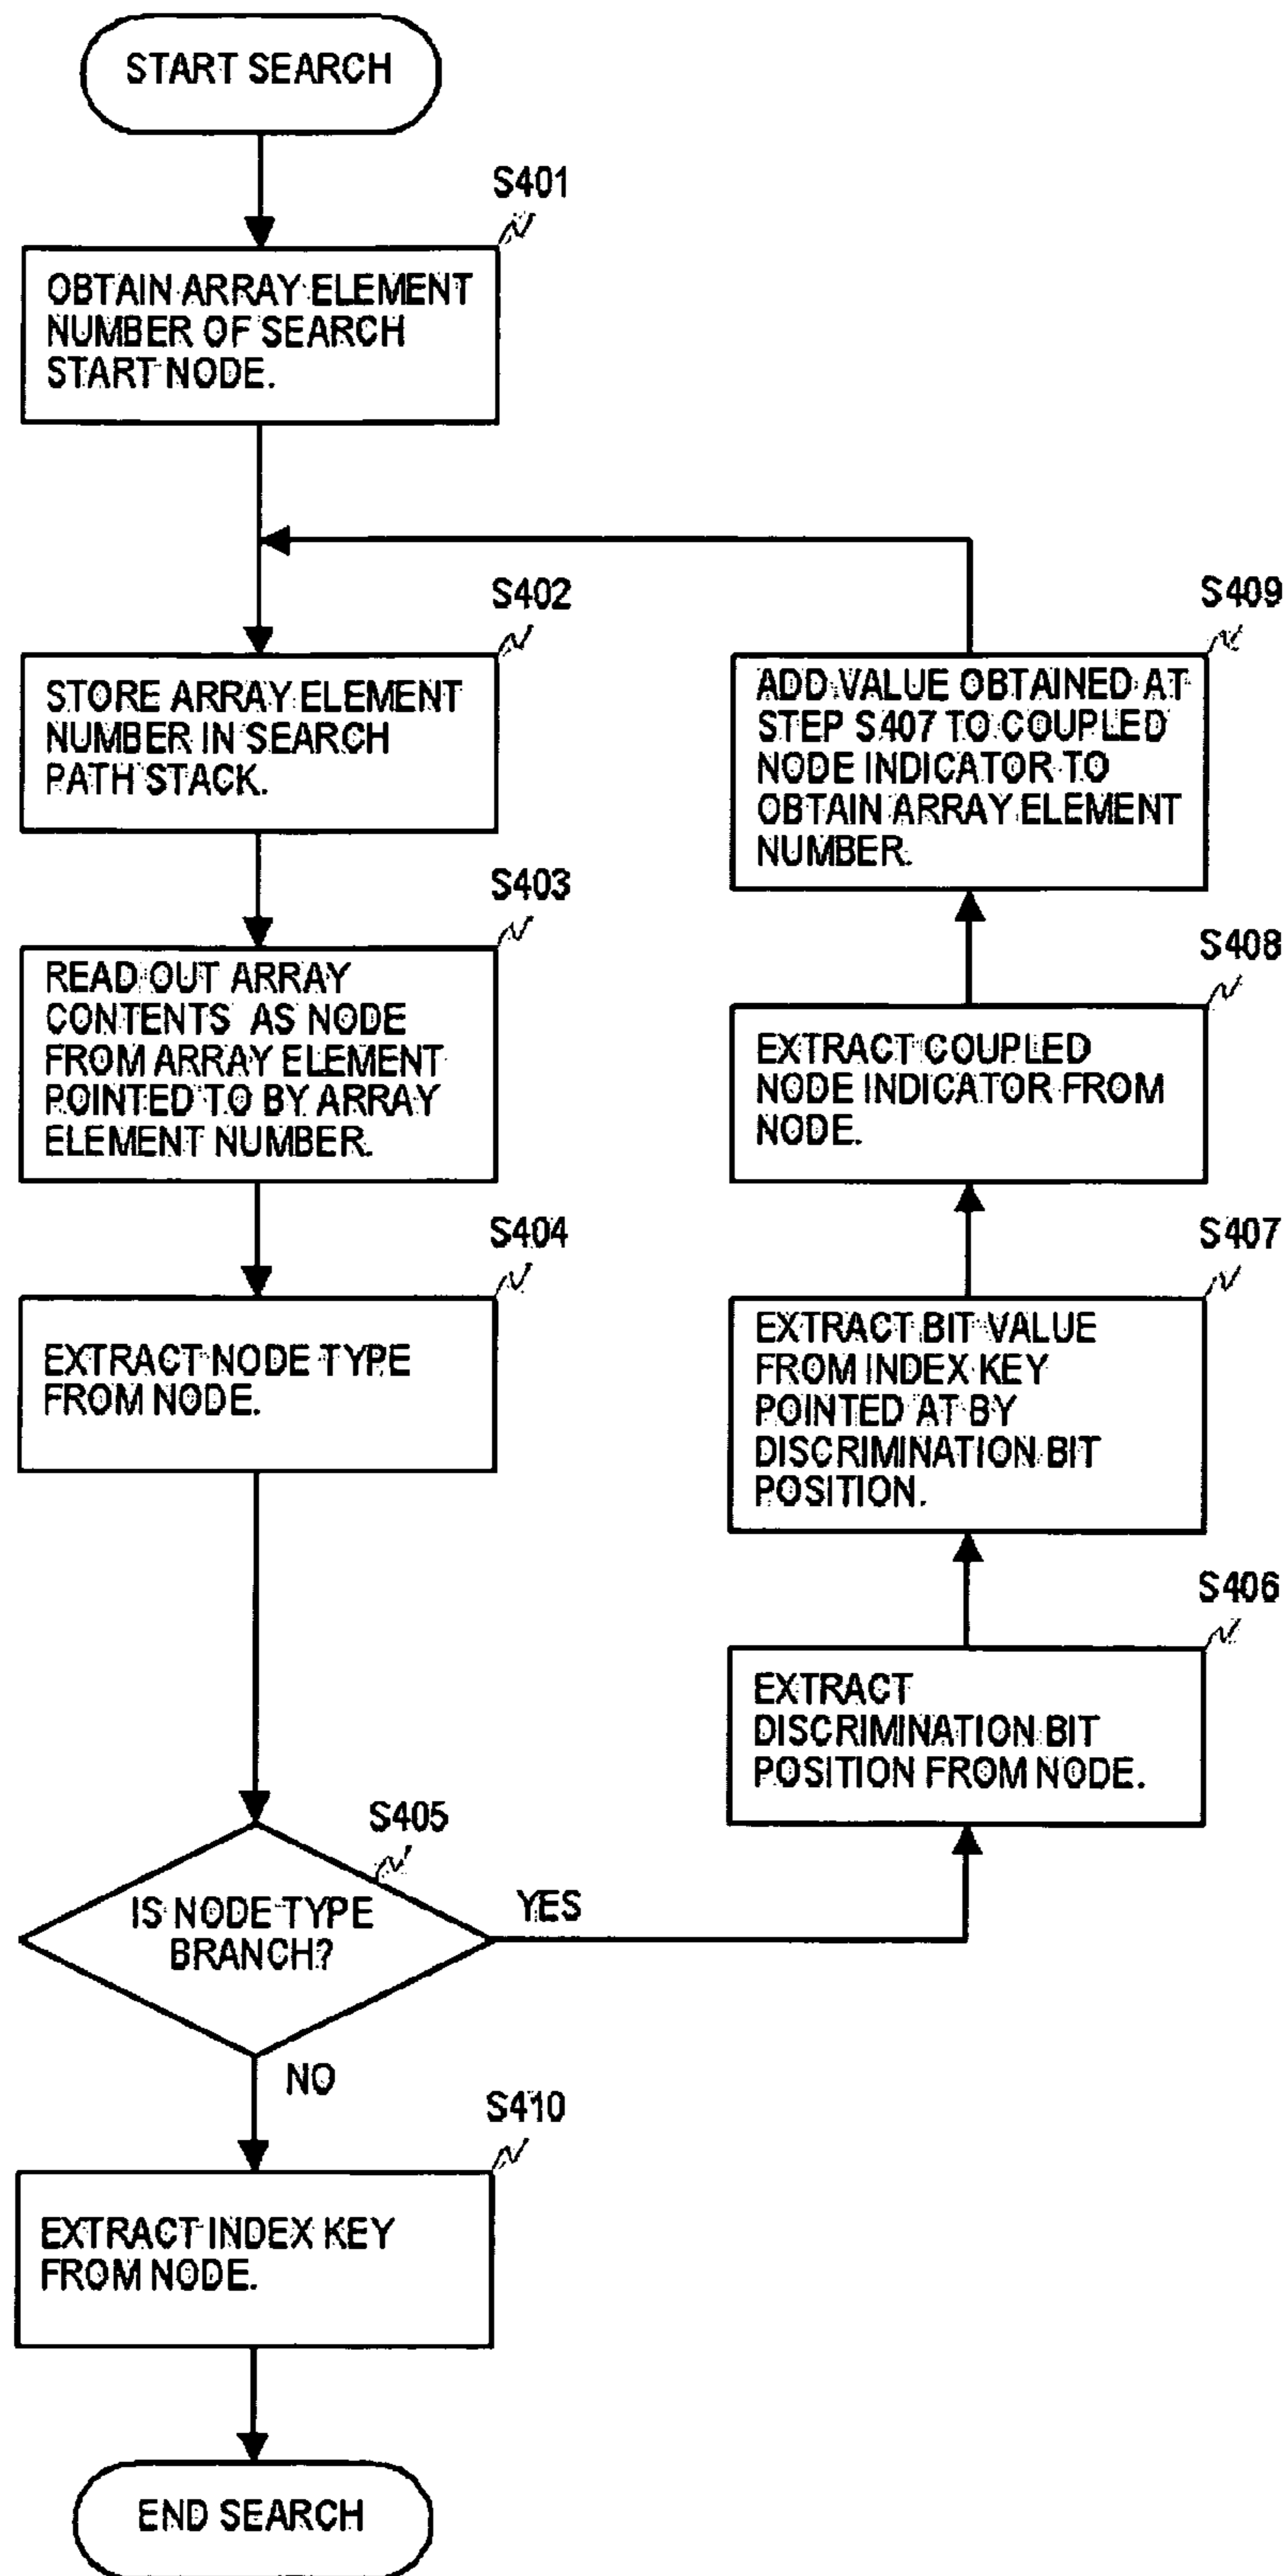 START SEARCH
S401
OBTAIN ARRAY ELEMENT
NUMBER OF SEARCH
START NODE.
S402
STORE ARRAY ELEMENT
NUMBER IN SEARCH
PATH STACK.
S403
READ OUT ARRAY
CONTENTS AS NODE
FROM ARRAY ELEMENT
POINTED TO BY ARRAY
ELEMENT NUMBER.
S404
EXTRACT NODE TYPE
FROM NODE.
S405
IS NODE TYPE
BRANCH?
YES
NO
S406
EXTRACT
DISCRIMINATION BIT
POSITION FROM NODE.
S407
EXTRACT BIT VALUE
FROM INDEX KEY
POINTED AT BY
DISCRIMINATION BIT
POSITION.
S408
EXTRACT COUPLED
NODE INDICATOR FROM
NODE.
S409
ADD VALUE OBTAINED AT
STEP S407 TO COUPLED
NODE INDICATOR TO
OBTAIN ARRAY ELEMENT
NUMBER.
S410
EXTRACT INDEX KEY
FROM NODE.
END SEARCH